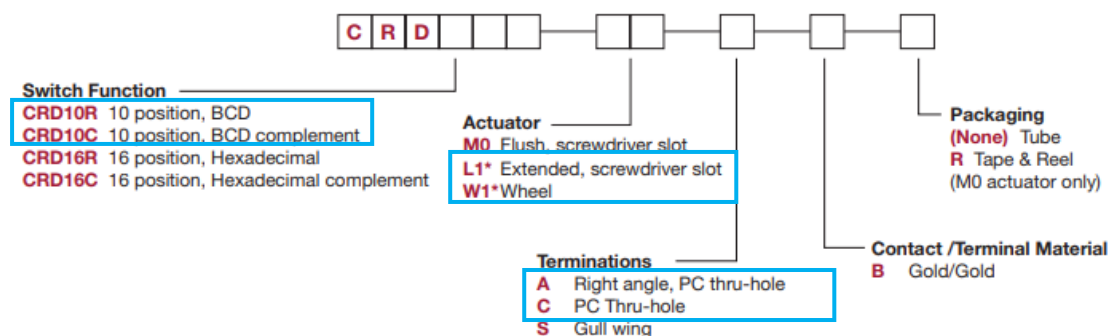 C R D
Switch Function
CRD10R 10 position, BCD
CRD10C 10 position, BCD complement
CRD16R 16 position, Hexadecimal
CRD16C 16 position, Hexadecimal complement
Actuator
M0 Flush, screwdriver slot
L1* Extended, screwdriver slot
W1* Wheel
Terminations
A Right angle, PC thru-hole
C PC Thru-hole
S Gull wing
Contact /Terminal Material
B Gold/Gold
Packaging
(None) Tube
R Tape & Reel
(M0 actuator only)